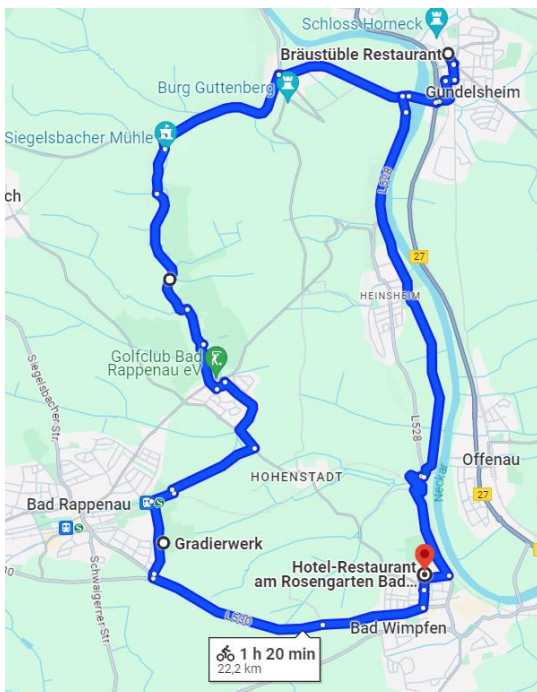 Schloss Horneck
Bräustüble Restaurant
Gundelsheim
Burg Guttenberg
Siegelsbacher Mühle
ch
L528
27
HEINSHEIM
Golfclub Bad
Rappenau eV
Siegelsbacher Str.
L528
Neckar
Offenau
27
HOHENSTADT
Bad Rappenau
S
S
Gradierwerk
Schwaigerner Str.
Hotel-Restaurant
am Rosengarten Bad...
L530
Bad Wimpfen
1 h 20 min
22,2 km